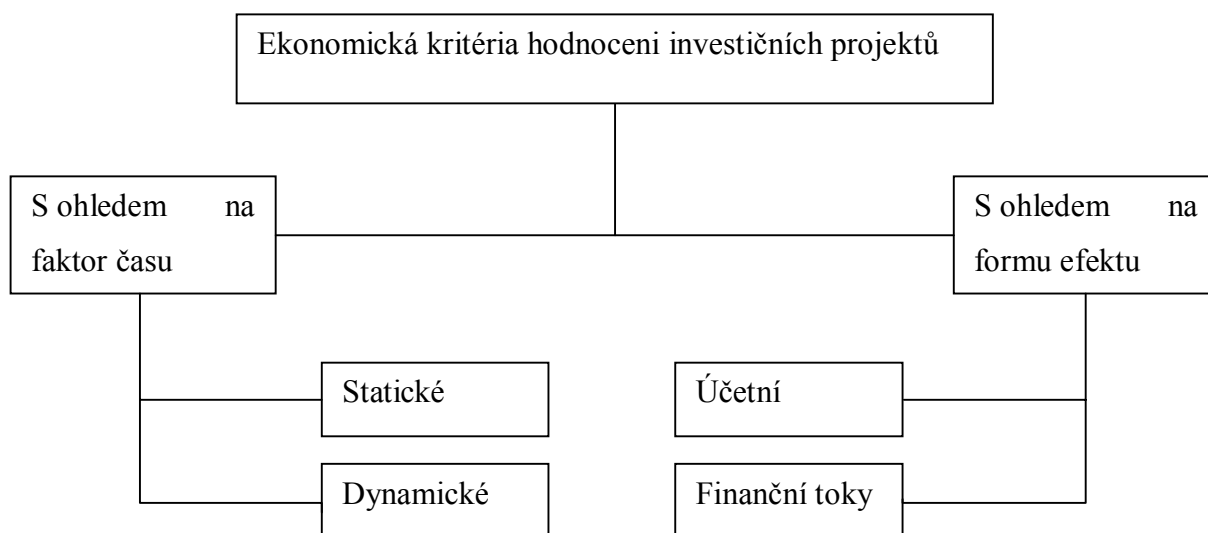 Ekonomická kritéria hodnoceni investičních projektů
S ohledem na
faktor času
S ohledem na
formu efektu
Statické
Účetní
Dynamické
Finanční toky